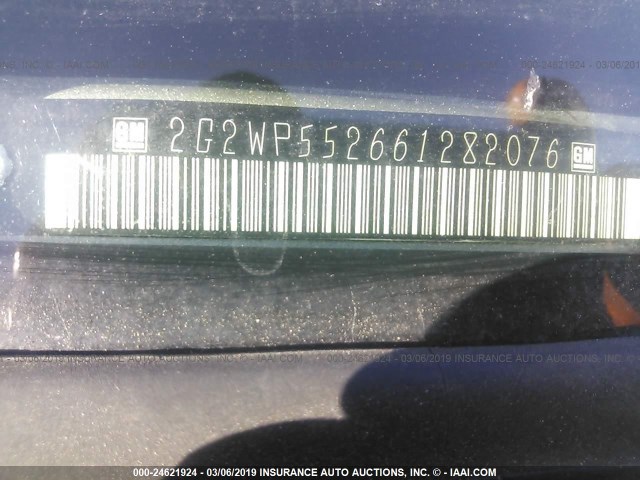 GM 2G2WP552661282076 GM
000-24621924 - 03/06/2019 INSURANCE AUTO AUCTIONS, INC. - IAAI.COM